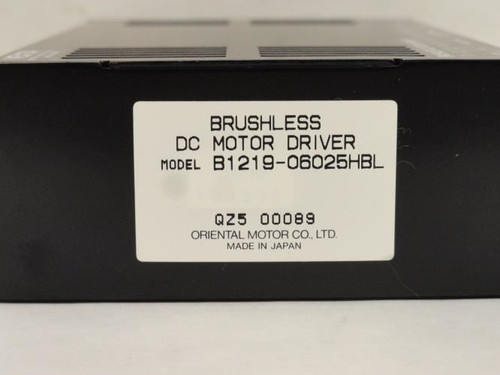 BRUSHLESS
DC MOTOR DRIVER
MODEL B1219-06025HBL
QZ5 00089
ORIENTAL MOTOR CO., LTD.
MADE IN JAPAN